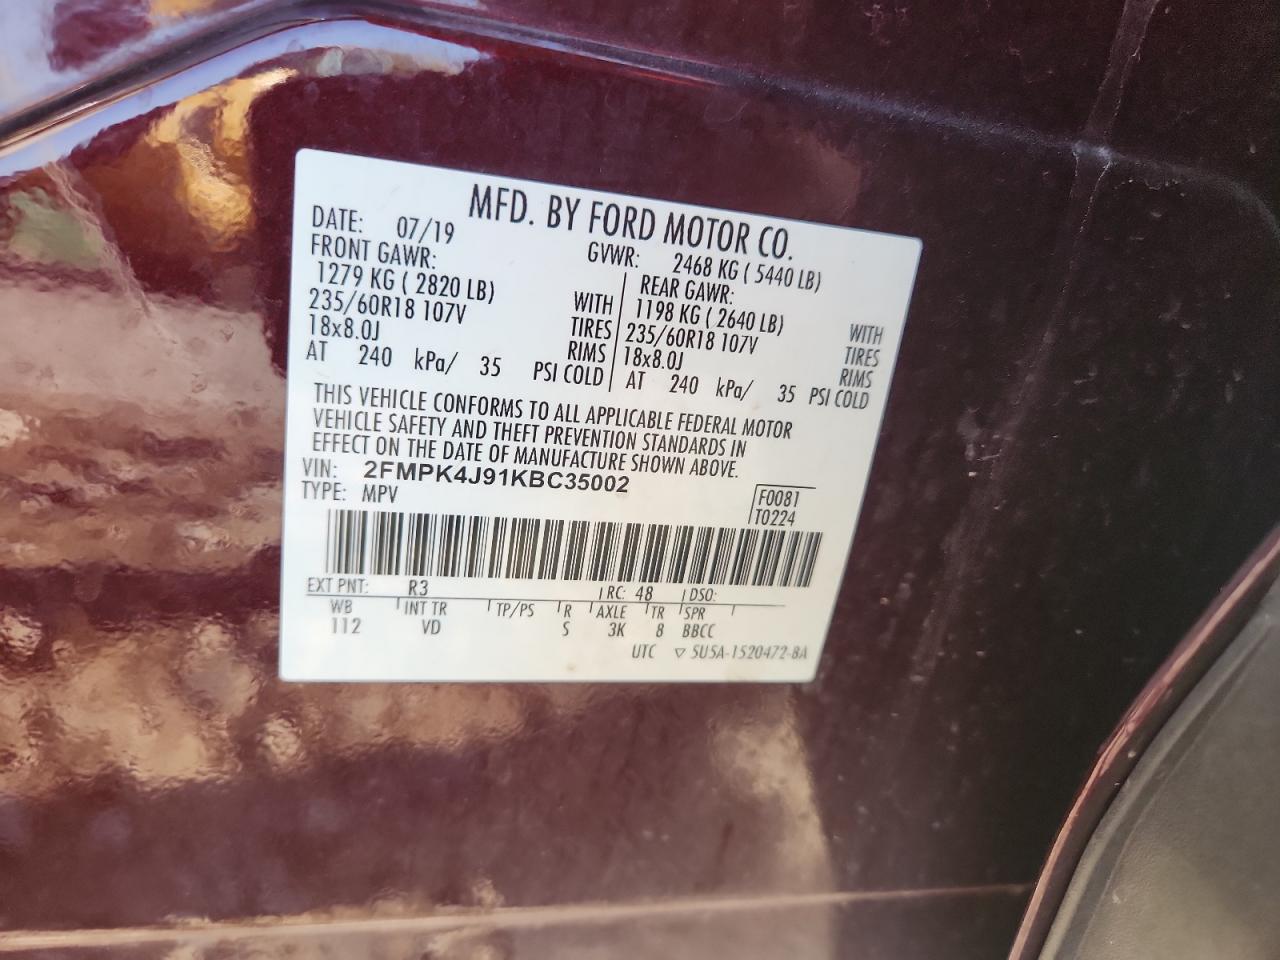 MFD. BY FORD MOTOR CO.
DATE: 07/19 GVWR: 2468 KG ( 5440 LB)
FRONT GAWR: REAR GAWR:
1279 KG ( 2820 LB) WITH 1198 KG ( 2640 LB) WITH
235/60R18 107V TIRES 235/60R18 107V TIRES
18x8.0J RIMS 18x8.0J RIMS
AT 240 kPa/ 35 PSI COLD AT 240 kPa/ 35 PSI COLD
THIS VEHICLE CONFORMS TO ALL APPLICABLE FEDERAL MOTOR
VEHICLE SAFETY AND THEFT PREVENTION STANDARDS IN
EFFECT ON THE DATE OF MANUFACTURE SHOWN ABOVE.
VIN: 2FMPK4J91KBC35002
TYPE: MPV F0081
T0224
EXT PNT: R3 RC: 48 DSO:
WB INT TR TP/PS R AXLE TR SPR
112 VD S 3K 8 BBCC
UTC ▽ 5U5A-1520472-BA